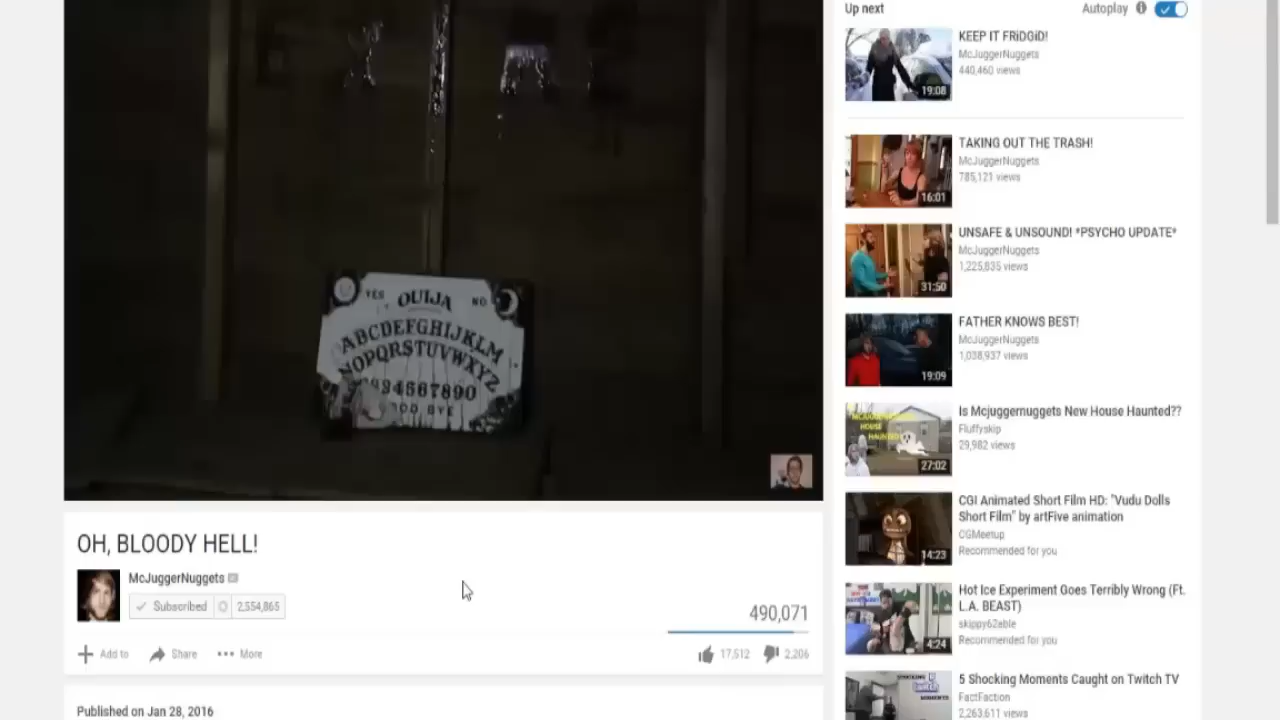 YES
OUIJA
NO
ABCDEFGHIJKLM
NOPQRSTUVWXYZ
OH, BLOODY HELL!
McJuggerNuggets
Subscribed
2,554,865
490,071
Add to
Share
More
17,512
2,206
Published on Jan 28, 2016
Up next
Autoplay
KEEP IT FRiDGiD!
McJuggerNuggets
440,460 views
19:08
TAKING OUT THE TRASH!
McJuggerNuggets
785,121 views
16:01
UNSAFE & UNSOUND! *PSYCHO UPDATE*
McJuggerNuggets
1,225,835 views
31:50
FATHER KNOWS BEST!
McJuggerNuggets
1,038,937 views
19:09
Is Mcjuggernuggets New House Haunted??
Fluffyskip
29,982 views
HOUSE
27:02
CGI Animated Short Film HD: "Vudu Dolls
Short Film" by artFive animation
CGMeetup
Recommended for you
14:23
Hot Ice Experiment Goes Terribly Wrong (Ft.
L.A. BEAST)
skippy62able
Recommended for you
4:24
5 Shocking Moments Caught on Twitch TV
FactFaction
2,263,611 views